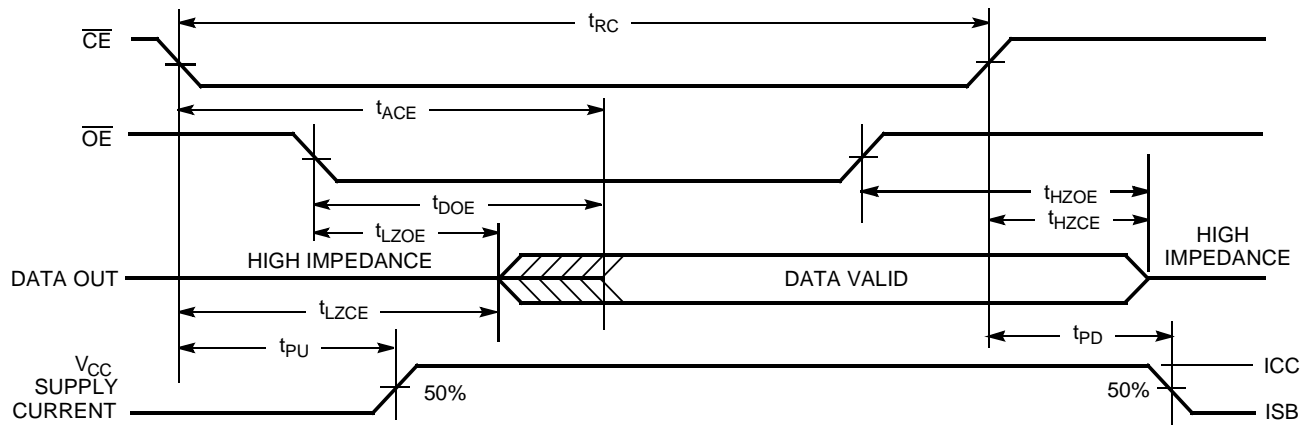 tRC
CE
tACE
OE
tHZOE
tDOE
tHZCE
tLZOE
HIGH
IMPEDANCE
HIGH IMPEDANCE
DATA OUT
DATA VALID
tLZCE
tPU
tPD
VCC
SUPPLY
CURRENT
50%
50%
ICC
ISB